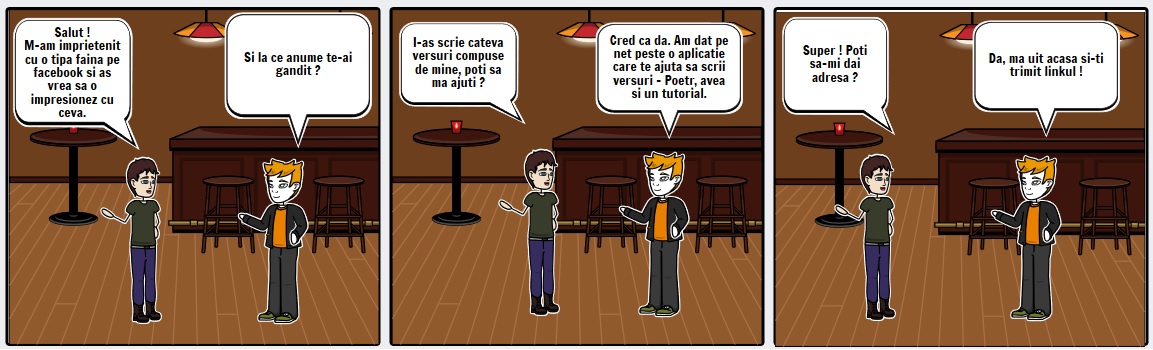 Salut !
M-am imprietenit
cu o tipa faina pe
facebook si as
vrea sa o
impresionez cu
ceva.
Si la ce anume te-ai
gandit ?
I-as scrie cateva
versuri compuse
de mine, poti sa
ma ajuti ?
Cred ca da. Am dat pe
net peste o aplicatie
care te ajuta sa scrii
versuri - Poetr, avea
si un tutorial.
Super ! Poti
sa-mi dai
adresa ?
Da, ma uit acasa si-ti
trimit linkul !